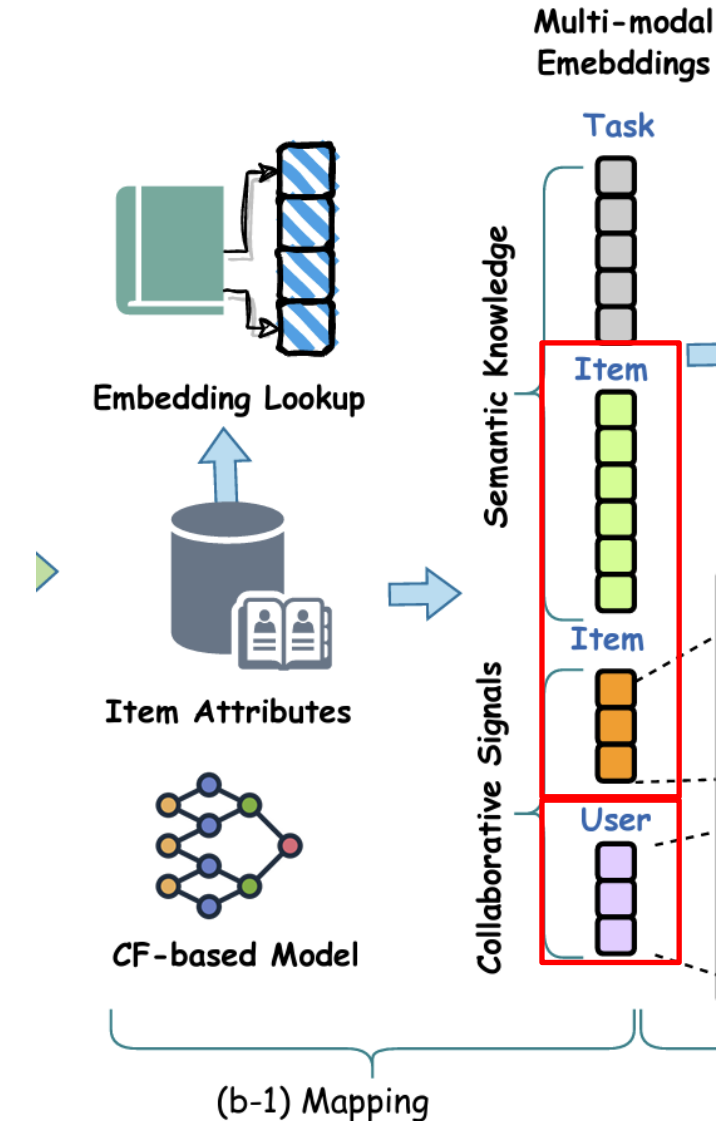 Multi-modal
Emebddings
Task
Semantic Knowledge
Embedding Lookup
Item
Item
Item Attributes
Collaborative Signals
User
CF-based Model
(b-1) Mapping